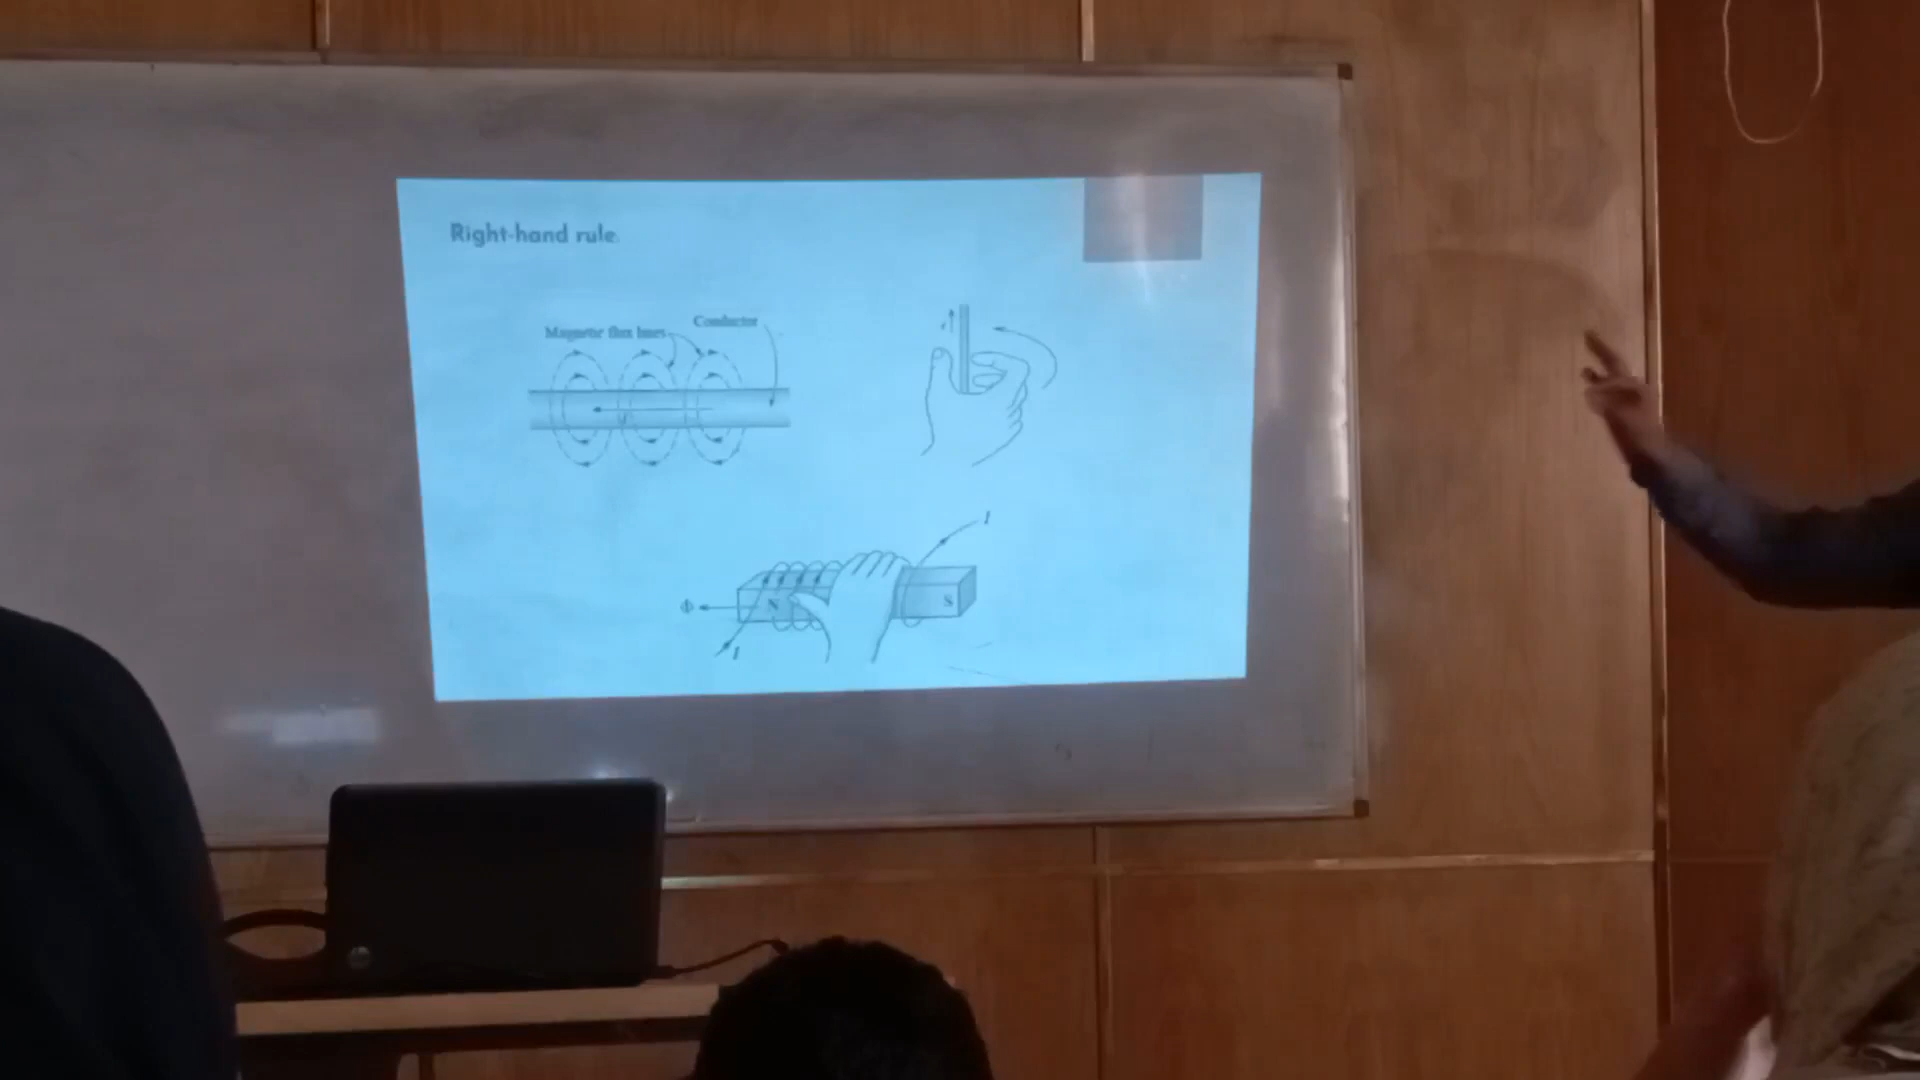 Right-hand rule.
Conductor
Magnetic flux lines
I
Φ
N
S
I